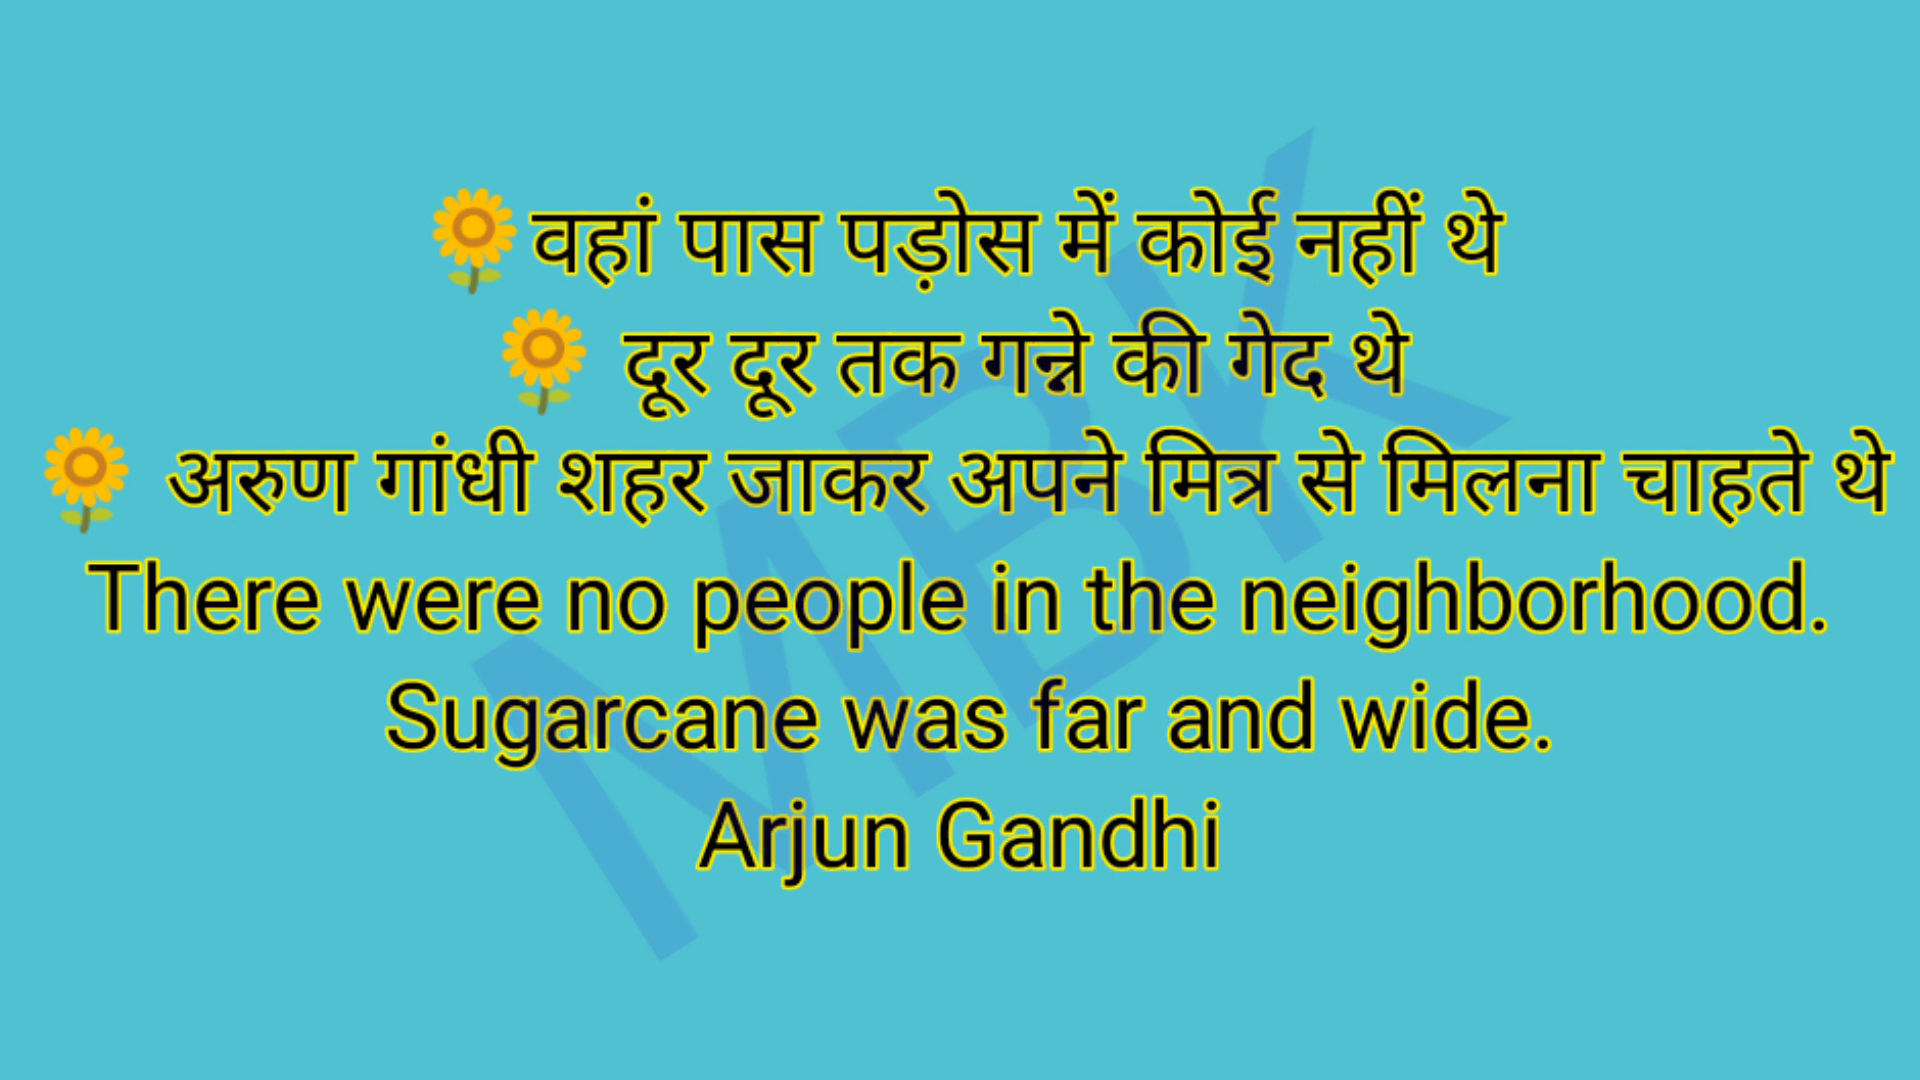 🌻वहां पास पड़ोस में कोई नहीं थे
🌻 दूर दूर तक गन्ने की गेद थे
🌻 अरुण गांधी शहर जाकर अपने मित्र से मिलना चाहते थे
There were no people in the neighborhood.
Sugarcane was far and wide.
Arjun Gandhi
MBK